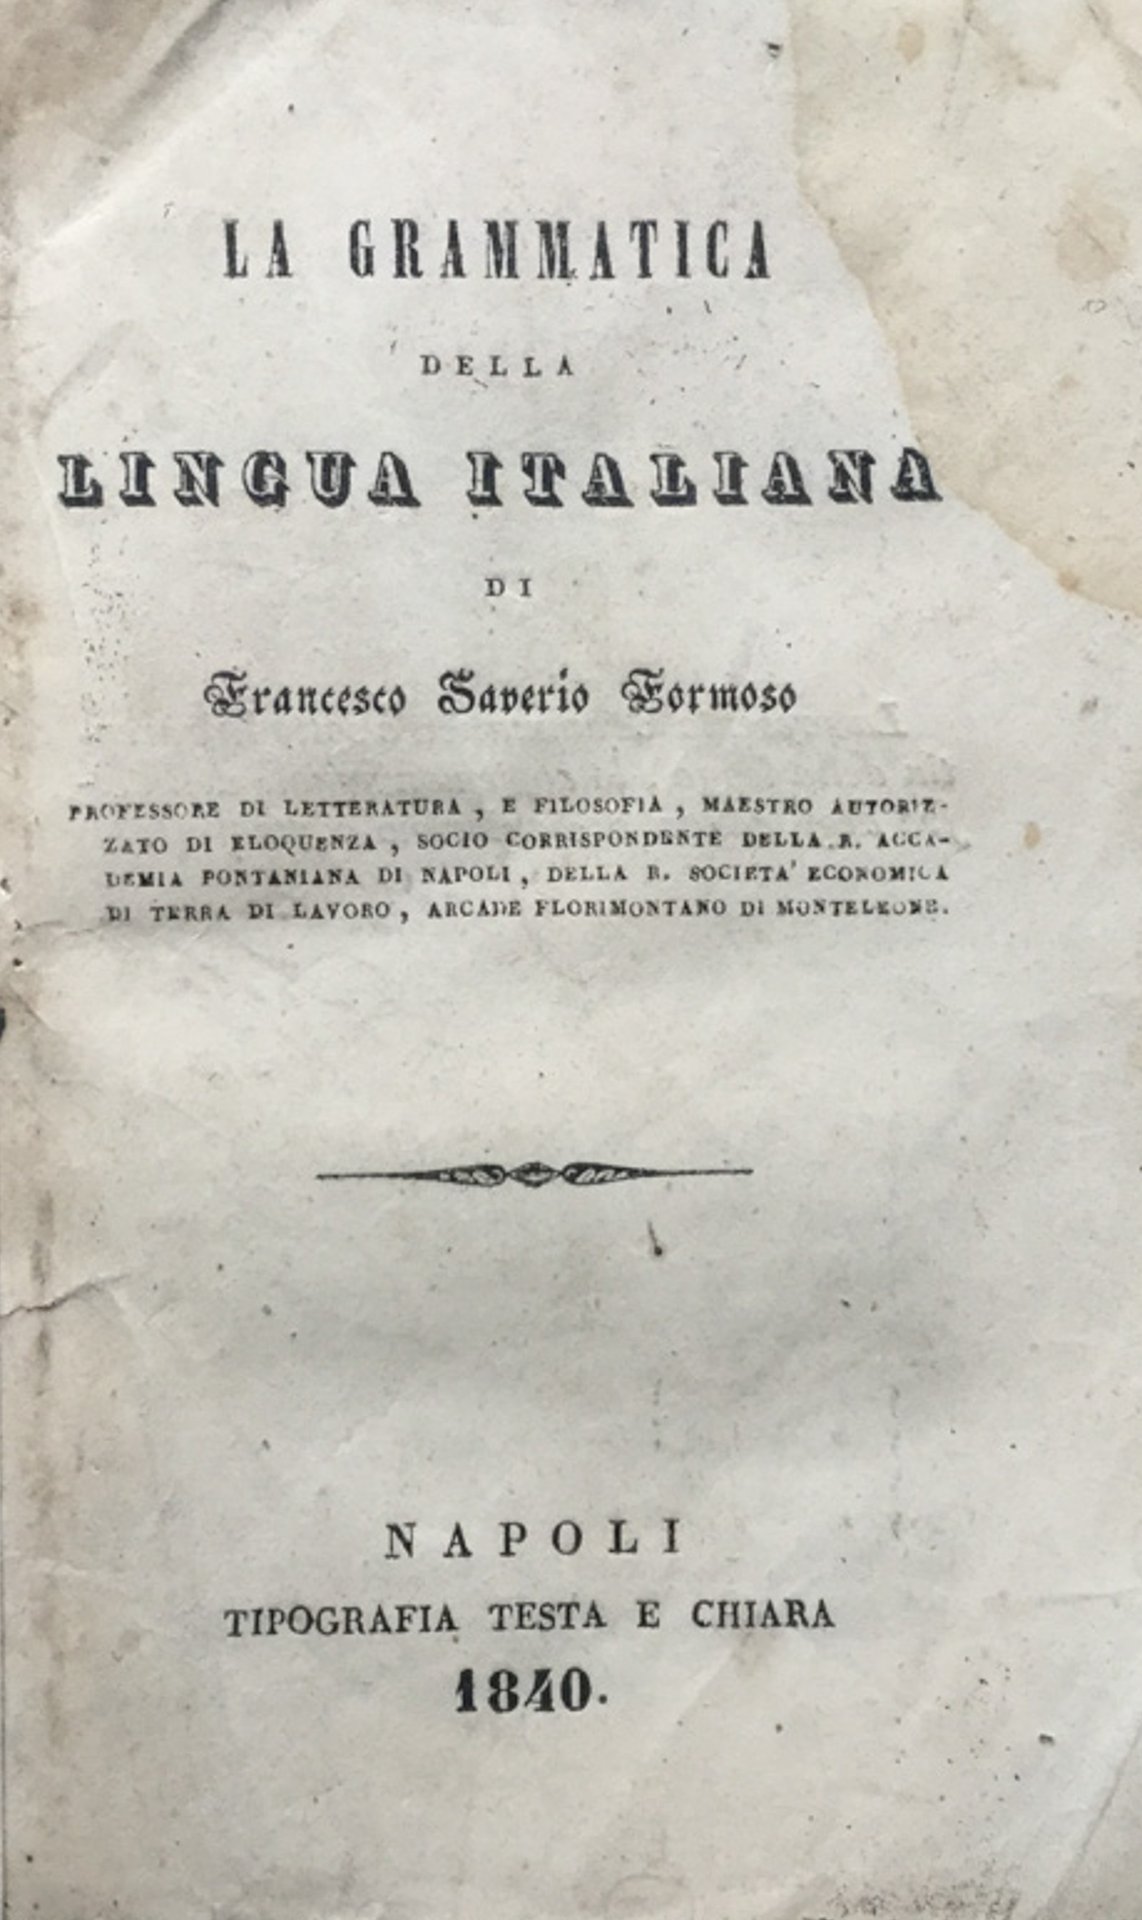 LA GRAMMATICA
DELLA
LINGUA ITALIANA
DI
Francesco Saverio Formoso
PROFESSORE DI LETTERATURA , E FILOSOFIA , MAESTRO AUTORIZ-
ZATO DI ELOQUENZA , SOCIO CORRISPONDENTE DELLA R. ACCA-
DEMIA PONTANIANA DI NAPOLI , DELLA R. SOCIETA' ECONOMICA
DI TERRA DI LAVORO , ARCADE FLORIMONTANO DI MONTELEONE.
NAPOLI
TIPOGRAFIA TESTA E CHIARA
1840.